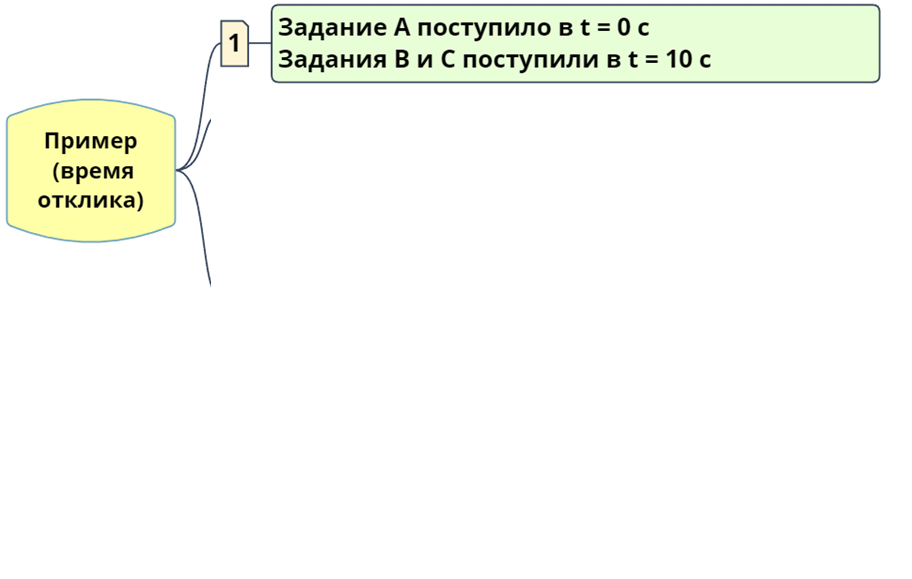 Пример
(время
отклика)
1
Задание A поступило в t = 0 с
Задания B и C поступили в t = 10 с